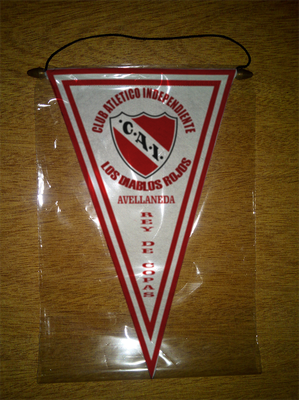 CLUB ATLETICO INDEPENDIENTE
C.A.I.
LOS DIABLOS ROJOS
AVELLANEDA
REY DE COPAS